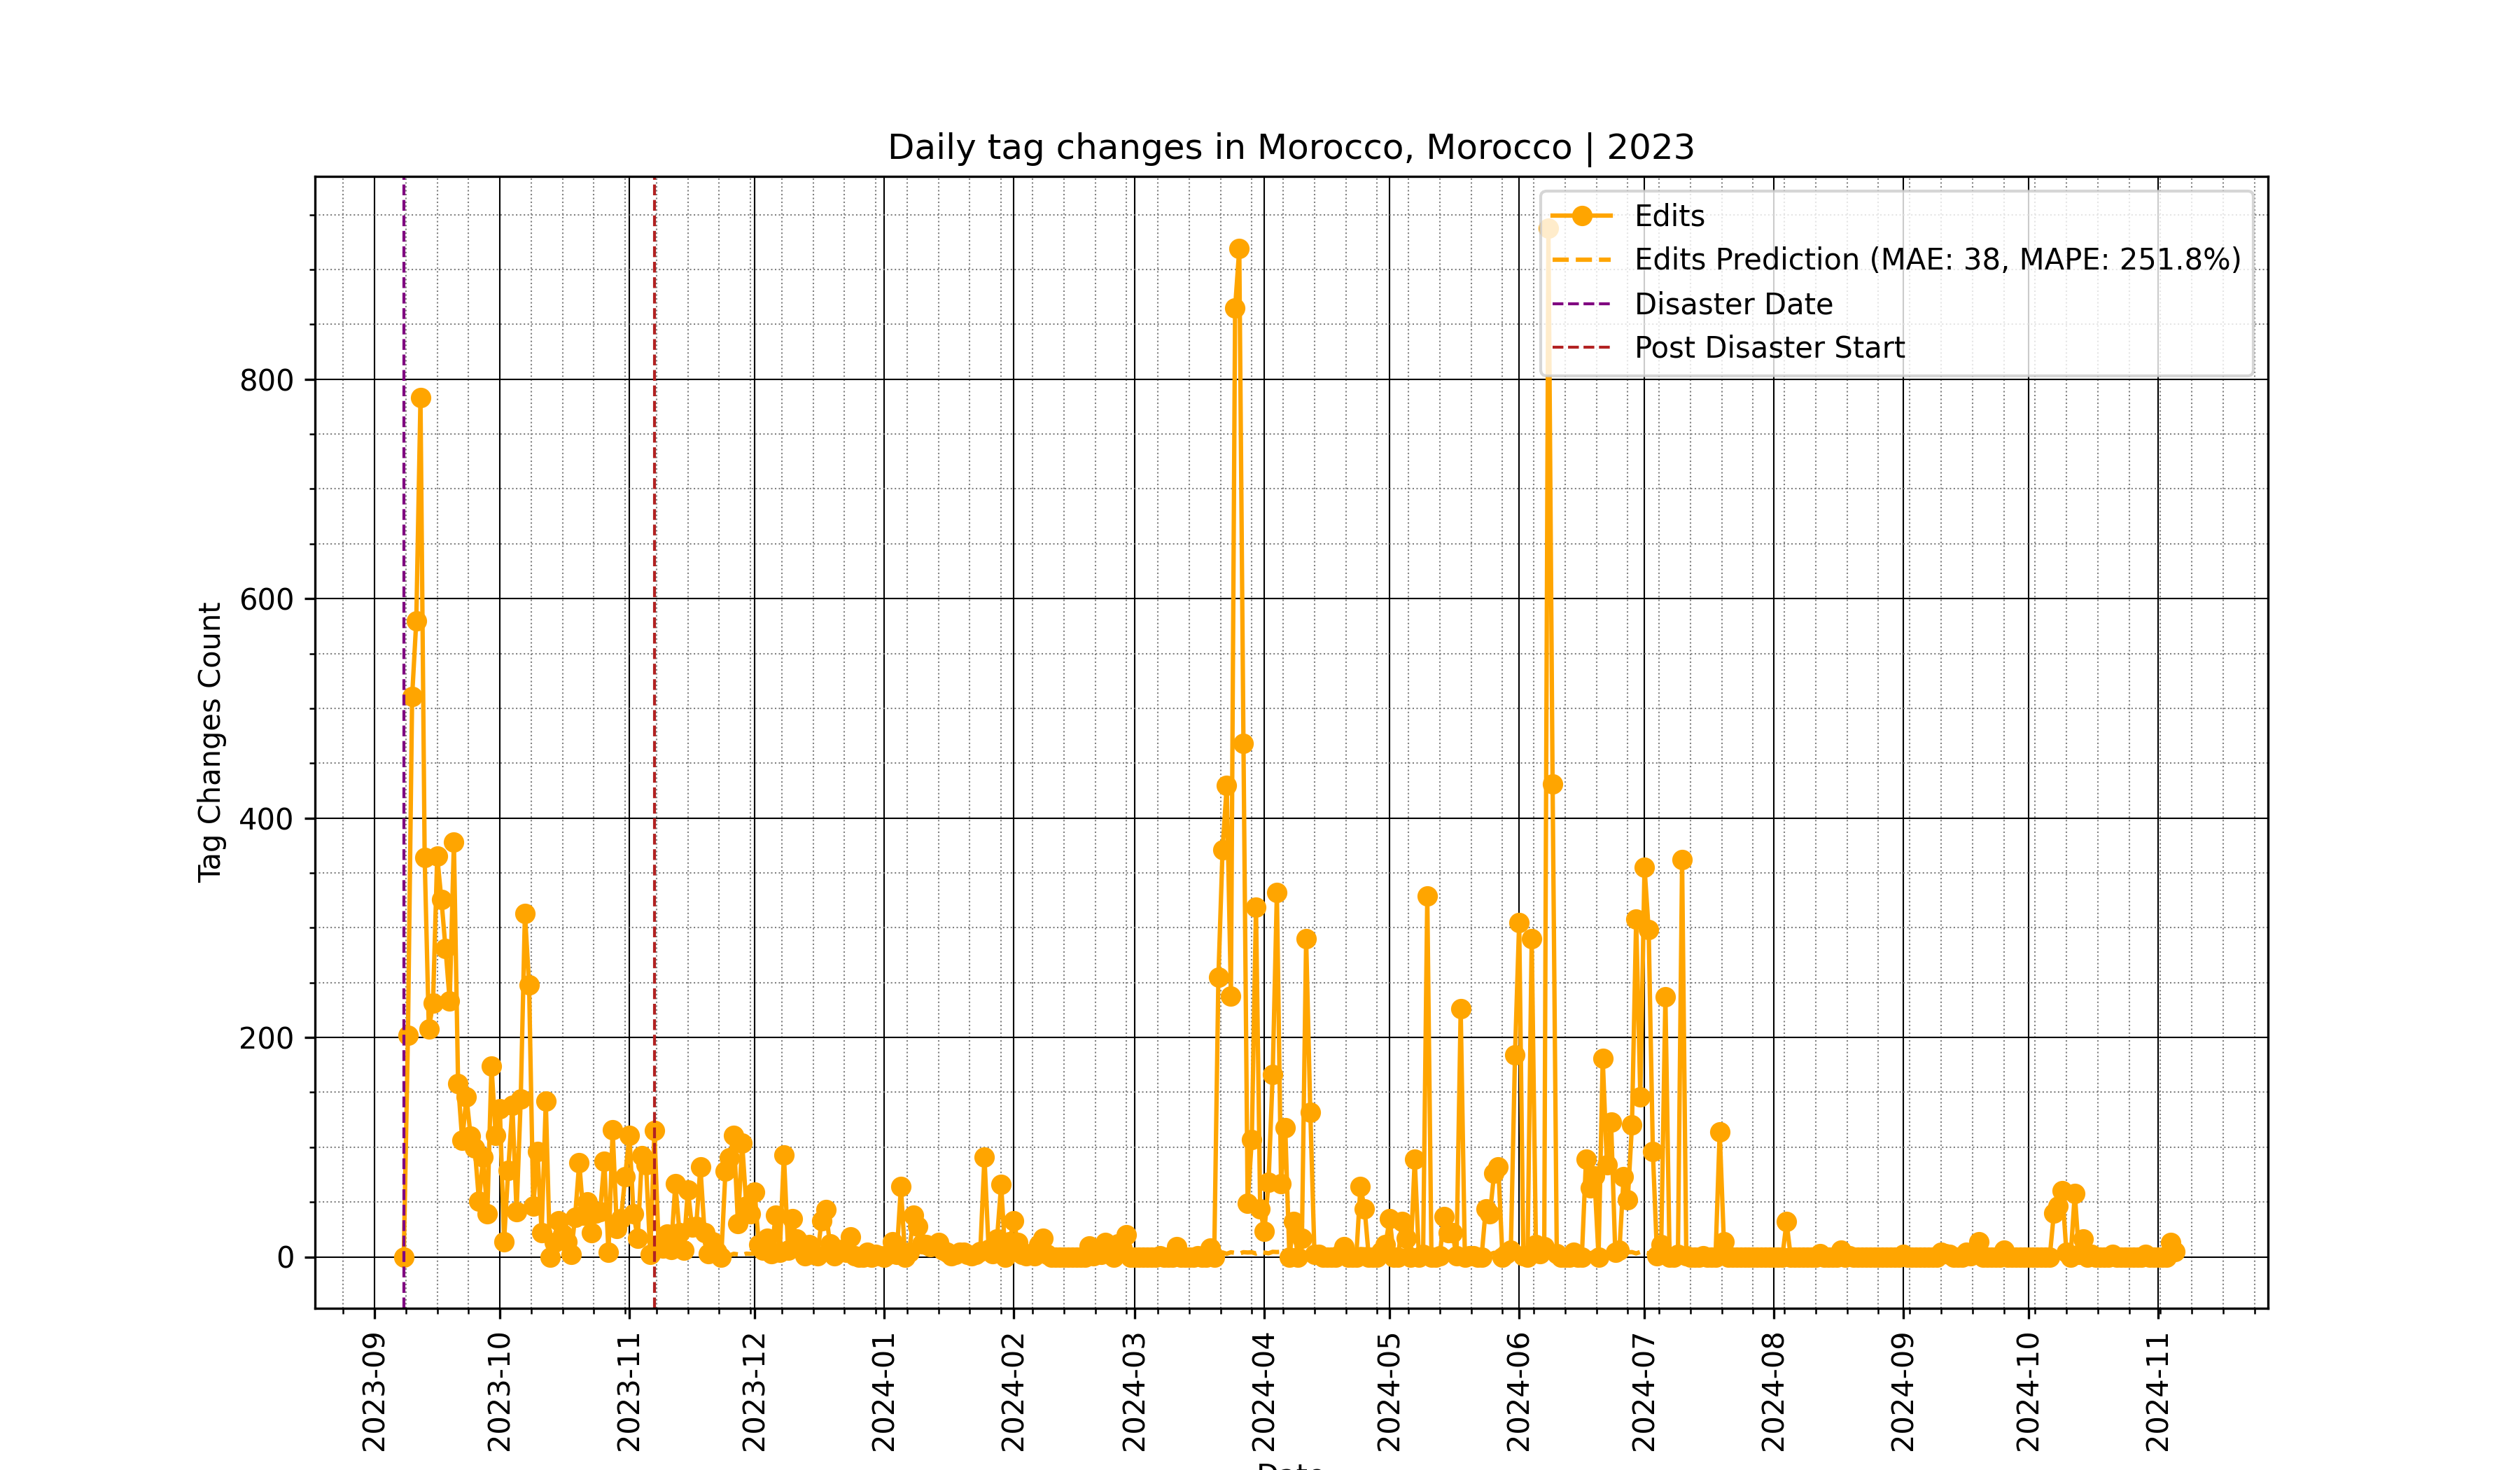 Daily tag changes in Morocco, Morocco | 2023
Edits
Edits Prediction (MAE: 38, MAPE: 251.8%)
Disaster Date
Post Disaster Start
Tag Changes Count
800
600
400
200
0
2023-09
2023-10
2023-11
2023-12
2024-01
2024-02
2024-03
2024-04
2024-05
2024-06
2024-07
2024-08
2024-09
2024-10
2024-11
Date